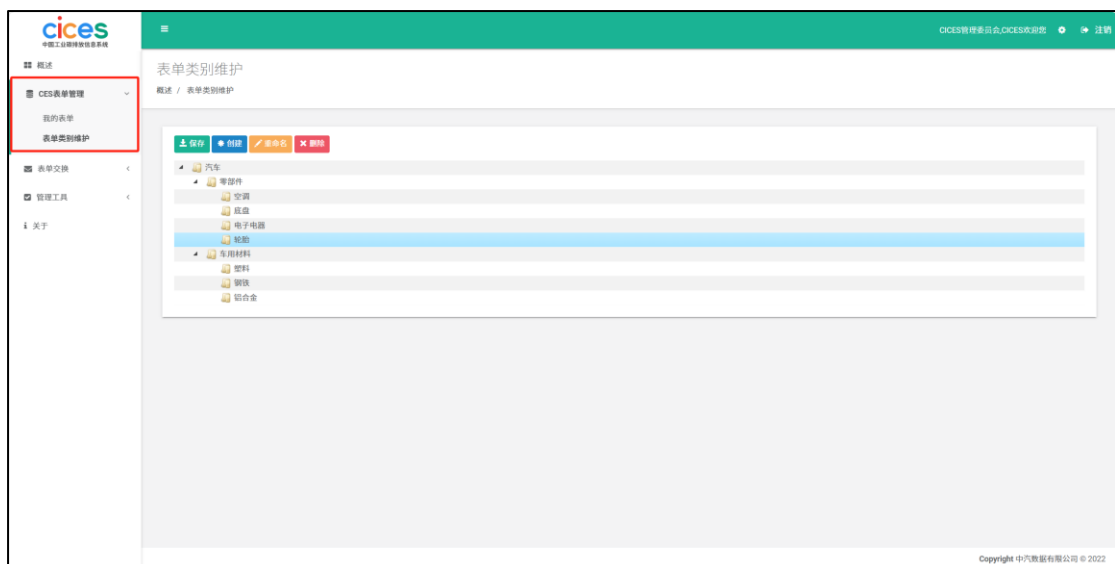 cices
中国工业碳排放信息系统
CICES管理委员会,CICES欢迎您 注销
概述
CES表单管理
我的表单
表单类别维护
表单交换
管理工具
关于
表单类别维护
概述 / 表单类别维护
保存 创建 重命名 删除
汽车
零部件
空调
底盘
电子电器
轮胎
车用材料
塑料
钢铁
铝合金
Copyright 中汽数据有限公司 © 2022